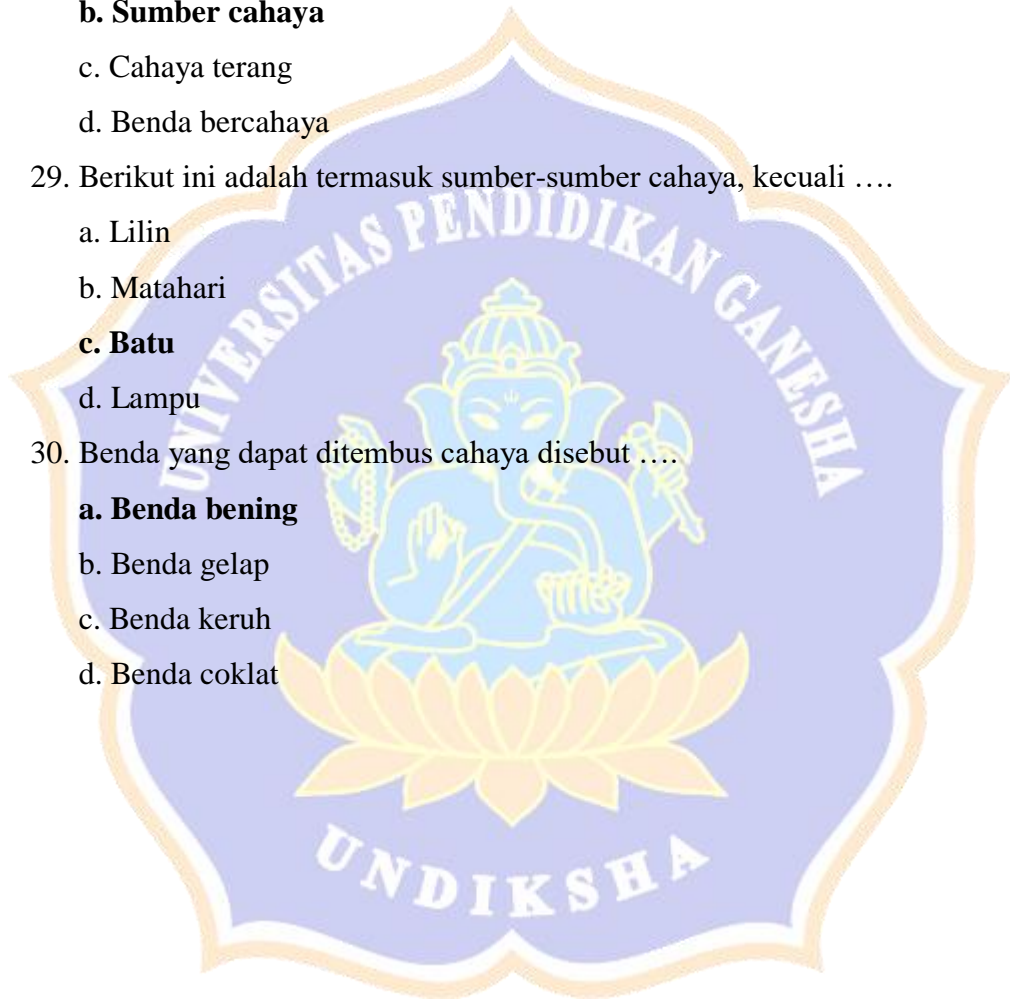 b. Sumber cahaya
c. Cahaya terang
d. Benda bercahaya
29. Berikut ini adalah termasuk sumber-sumber cahaya, kecuali ….
UNIVERSITAS PENDIDIKAN GANESHA
a. Lilin
b. Matahari
c. Batu
d. Lampu
30. Benda yang dapat ditembus cahaya disebut ….
a. Benda bening
b. Benda gelap
c. Benda keruh
d. Benda coklat
UNDIKSHA